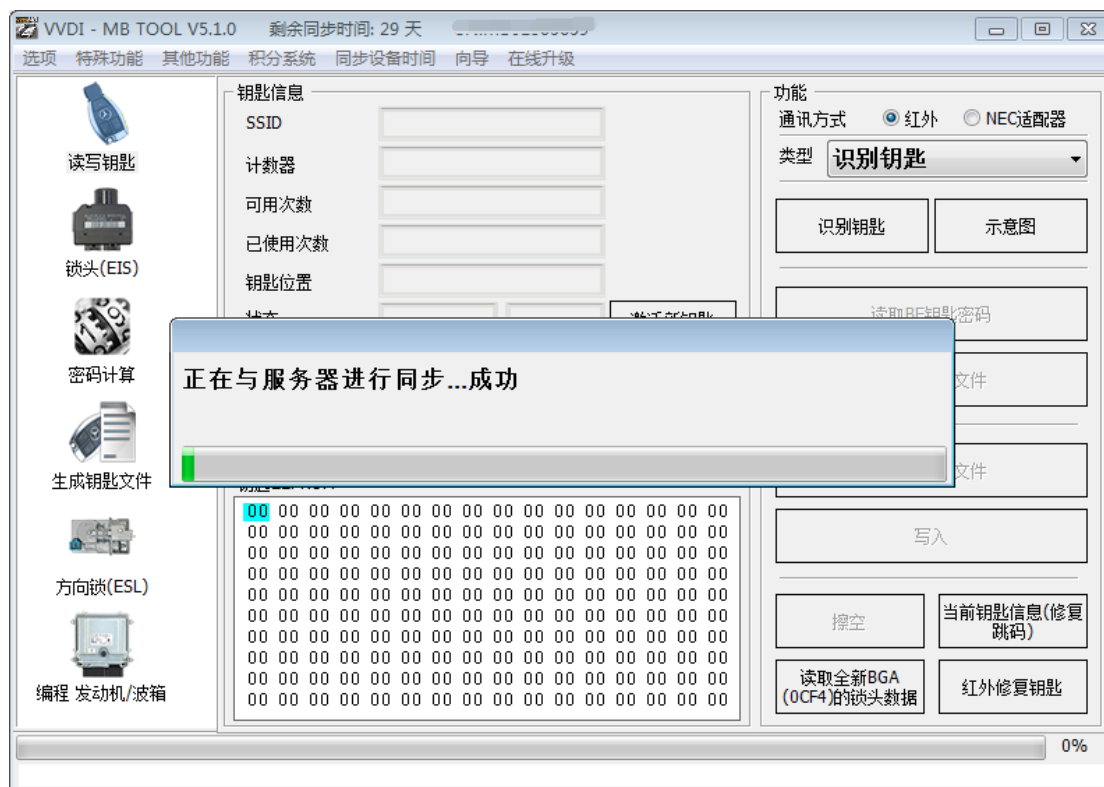 VVDI - MB TOOL V5.1.0 剩余同步时间: 29 天
选项 特殊功能 其他功能 积分系统 同步设备时间 向导 在线升级
读写钥匙
锁头(EIS)
密码计算
生成钥匙文件
方向锁(ESL)
编程 发动机/波箱
钥匙信息
SSID
计数器
可用次数
已使用次数
钥匙位置
状态
激活新钥匙
正在与服务器进行同步...成功
00 00 00 00 00 00 00 00 00 00 00 00 00 00 00 00
00 00 00 00 00 00 00 00 00 00 00 00 00 00 00 00
00 00 00 00 00 00 00 00 00 00 00 00 00 00 00 00
00 00 00 00 00 00 00 00 00 00 00 00 00 00 00 00
00 00 00 00 00 00 00 00 00 00 00 00 00 00 00 00
00 00 00 00 00 00 00 00 00 00 00 00 00 00 00 00
00 00 00 00 00 00 00 00 00 00 00 00 00 00 00 00
00 00 00 00 00 00 00 00 00 00 00 00 00 00 00 00
00 00 00 00 00 00 00 00 00 00 00 00 00 00 00 00
00 00 00 00 00 00 00 00 00 00 00 00 00 00 00 00
功能
通讯方式 红外 NEC适配器
类型 识别钥匙
识别钥匙 示意图
读取BE钥匙密码
文件
文件
写入
擦空
当前钥匙信息(修复
跳码)
读取全新BGA
(0CF4)的锁头数据
红外修复钥匙
0%